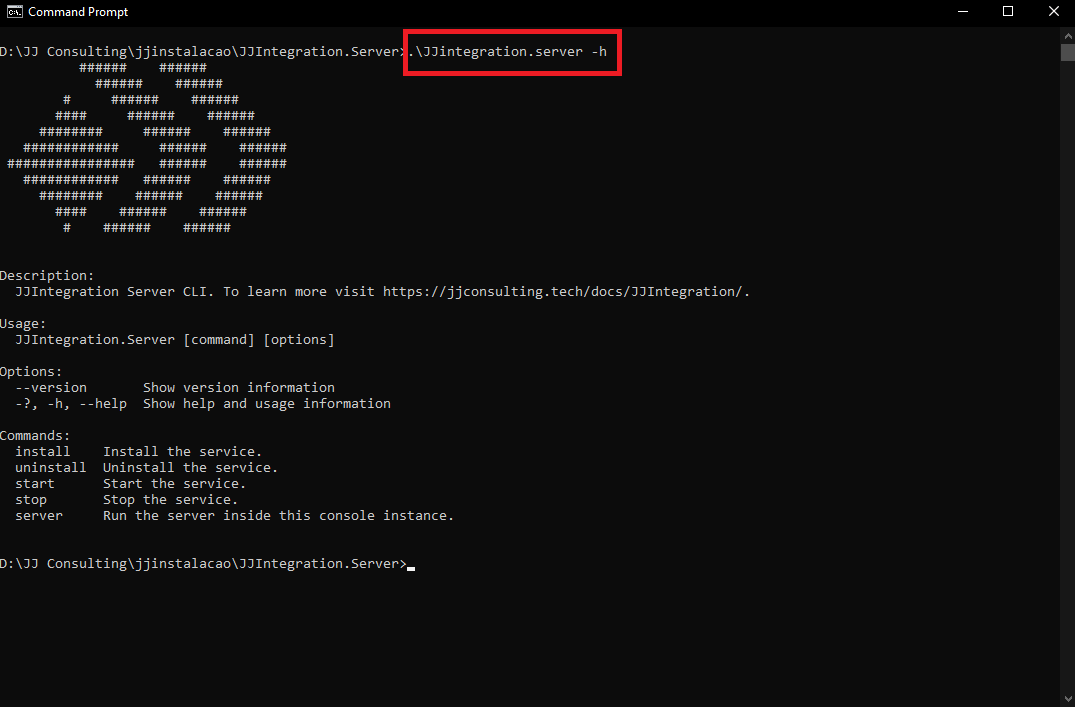 Command Prompt
D:\JJ Consulting\jjinstalacao\JJIntegration.Server>.\JJintegration.server -h
          ######    ######
            ######    ######
        #     ######    ######
       ####     ######    ######
     ########     ######    ######
   ############     ######    ######
 ################   ######    ######
   ############   ######    ######
     ########    ######    ######
       ####    ######    ######
        #    ######    ######
Description:
  JJIntegration Server CLI. To learn more visit https://jjconsulting.tech/docs/JJIntegration/.
Usage:
  JJIntegration.Server [command] [options]
Options:
  --version       Show version information
  -?, -h, --help  Show help and usage information
Commands:
  install    Install the service.
  uninstall  Uninstall the service.
  start      Start the service.
  stop       Stop the service.
  server     Run the server inside this console instance.
D:\JJ Consulting\jjinstalacao\JJIntegration.Server>